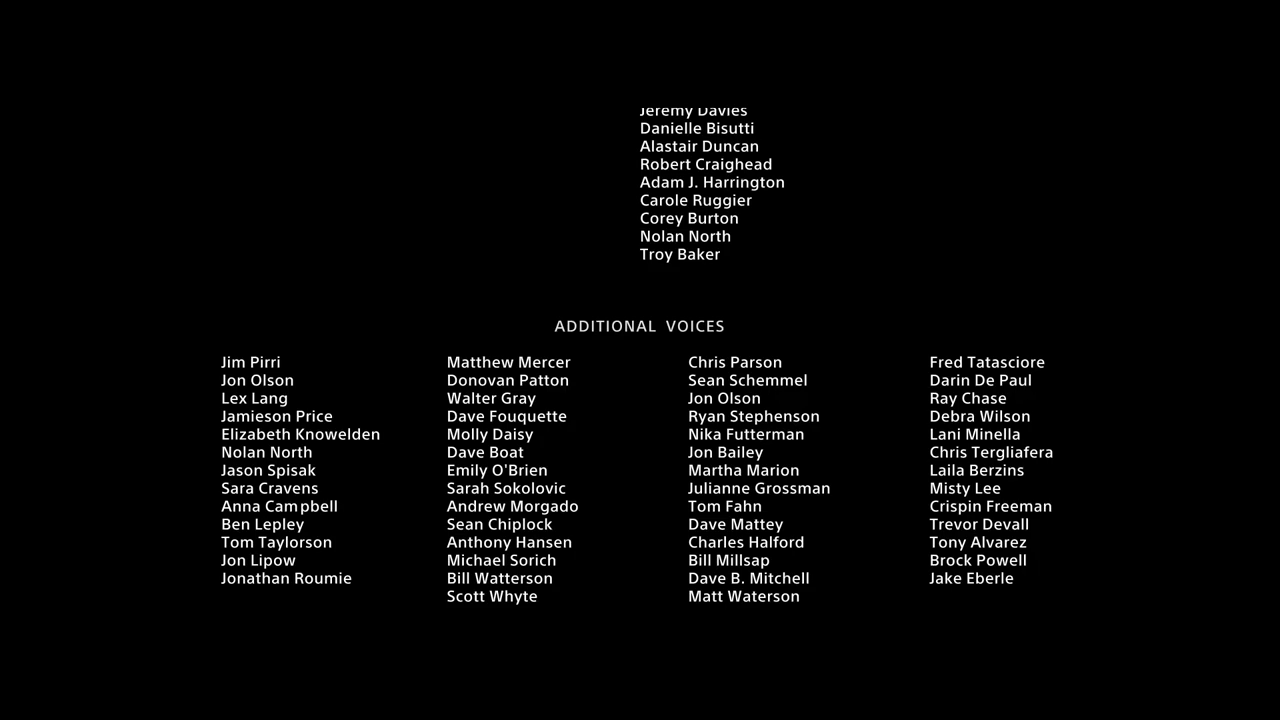 Jeremy Davies
Danielle Bisutti
Alastair Duncan
Robert Craighead
Adam J. Harrington
Carole Ruggier
Corey Burton
Nolan North
Troy Baker
ADDITIONAL VOICES
Jim Pirri
Jon Olson
Lex Lang
Jamieson Price
Elizabeth Knowelden
Nolan North
Jason Spisak
Sara Cravens
Anna Campbell
Ben Lepley
Tom Taylorson
Jon Lipow
Jonathan Roumie
Matthew Mercer
Donovan Patton
Walter Gray
Dave Fouquette
Molly Daisy
Dave Boat
Emily O'Brien
Sarah Sokolovic
Andrew Morgado
Sean Chiplock
Anthony Hansen
Michael Sorich
Bill Watterson
Scott Whyte
Chris Parson
Sean Schemmel
Jon Olson
Ryan Stephenson
Nika Futterman
Jon Bailey
Martha Marion
Julianne Grossman
Tom Fahn
Dave Mattey
Charles Halford
Bill Millsap
Dave B. Mitchell
Matt Waterson
Fred Tatasciore
Darin De Paul
Ray Chase
Debra Wilson
Lani Minella
Chris Tergliafera
Laila Berzins
Misty Lee
Crispin Freeman
Trevor Devall
Tony Alvarez
Brock Powell
Jake Eberle